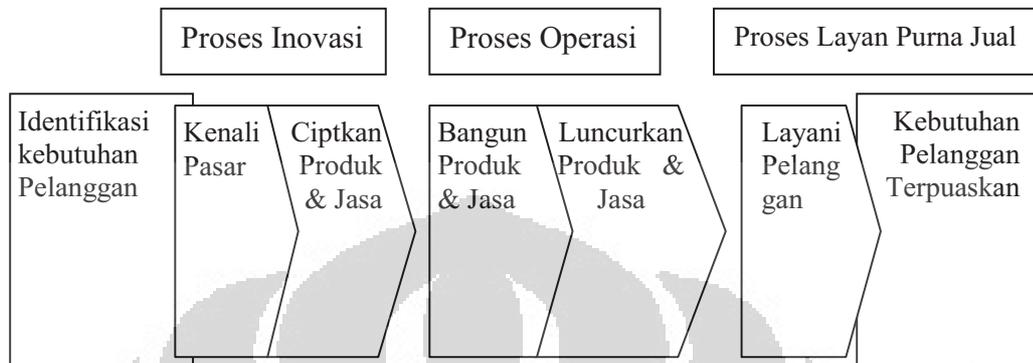 Proses Inovasi
Proses Operasi
Proses Layan Purna Jual
Identifikasi
kebutuhan
Pelanggan
Kenali
Pasar
Ciptkan
Produk
& Jasa
Bangun
Produk
& Jasa
Luncurkan
Produk &
Jasa
Layani
Pelang
gan
Kebutuhan
Pelanggan
Terpuaskan